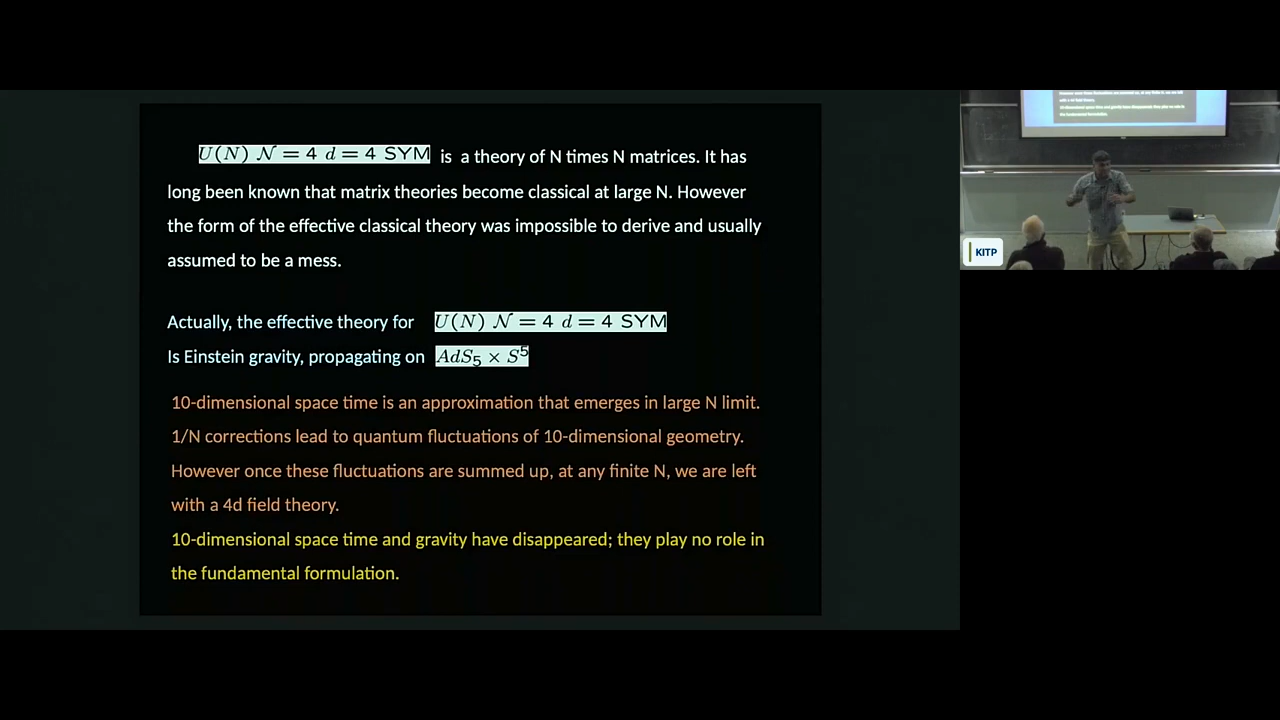 U(N) 𝒩 = 4 d = 4 SYM is a theory of N times N matrices. It has
long been known that matrix theories become classical at large N. However
the form of the effective classical theory was impossible to derive and usually
assumed to be a mess.
Actually, the effective theory for U(N) 𝒩 = 4 d = 4 SYM
Is Einstein gravity, propagating on AdS₅ × S⁵
10-dimensional space time is an approximation that emerges in large N limit.
1/N corrections lead to quantum fluctuations of 10-dimensional geometry.
However once these fluctuations are summed up, at any finite N, we are left
with a 4d field theory.
10-dimensional space time and gravity have disappeared; they play no role in
the fundamental formulation.
KITP